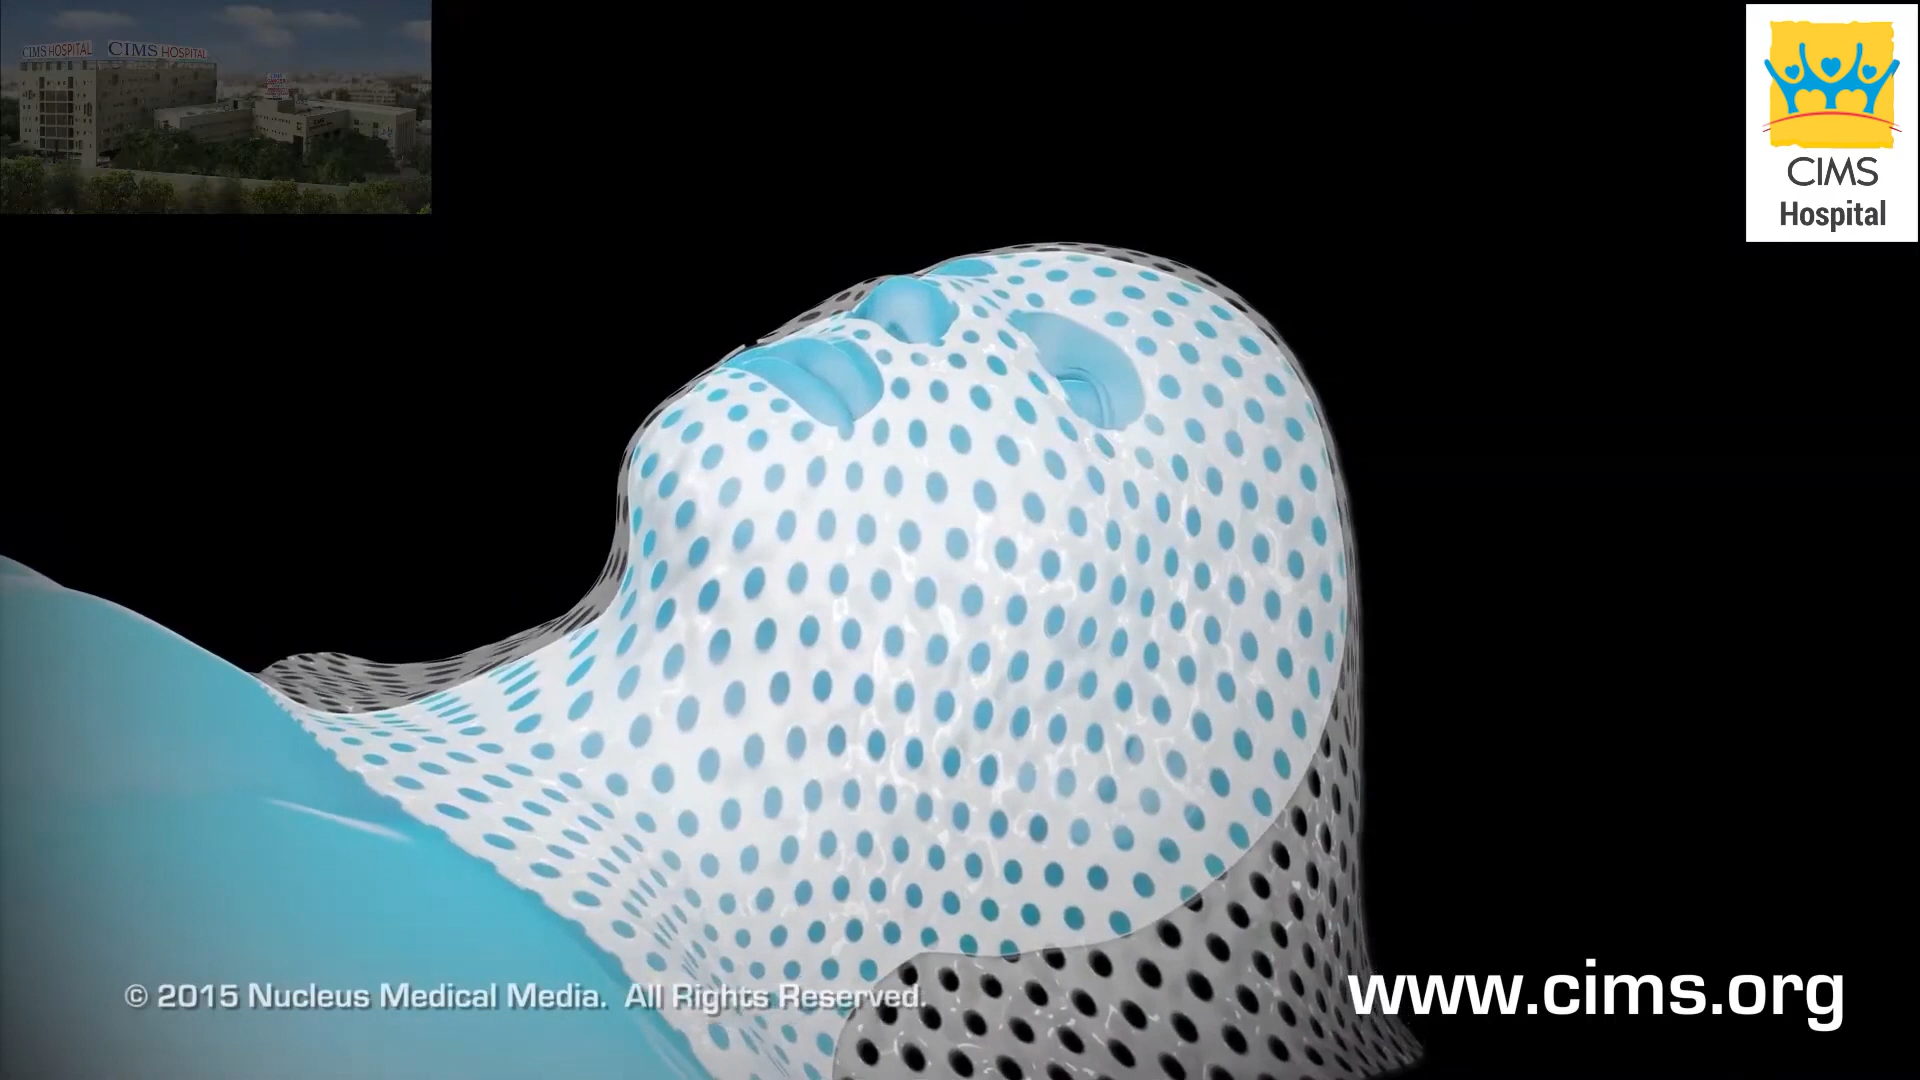 CIMS HOSPITAL
CIMS HOSPITAL
CIMS
Hospital
© 2015 Nucleus Medical Media. All Rights Reserved.
www.cims.org